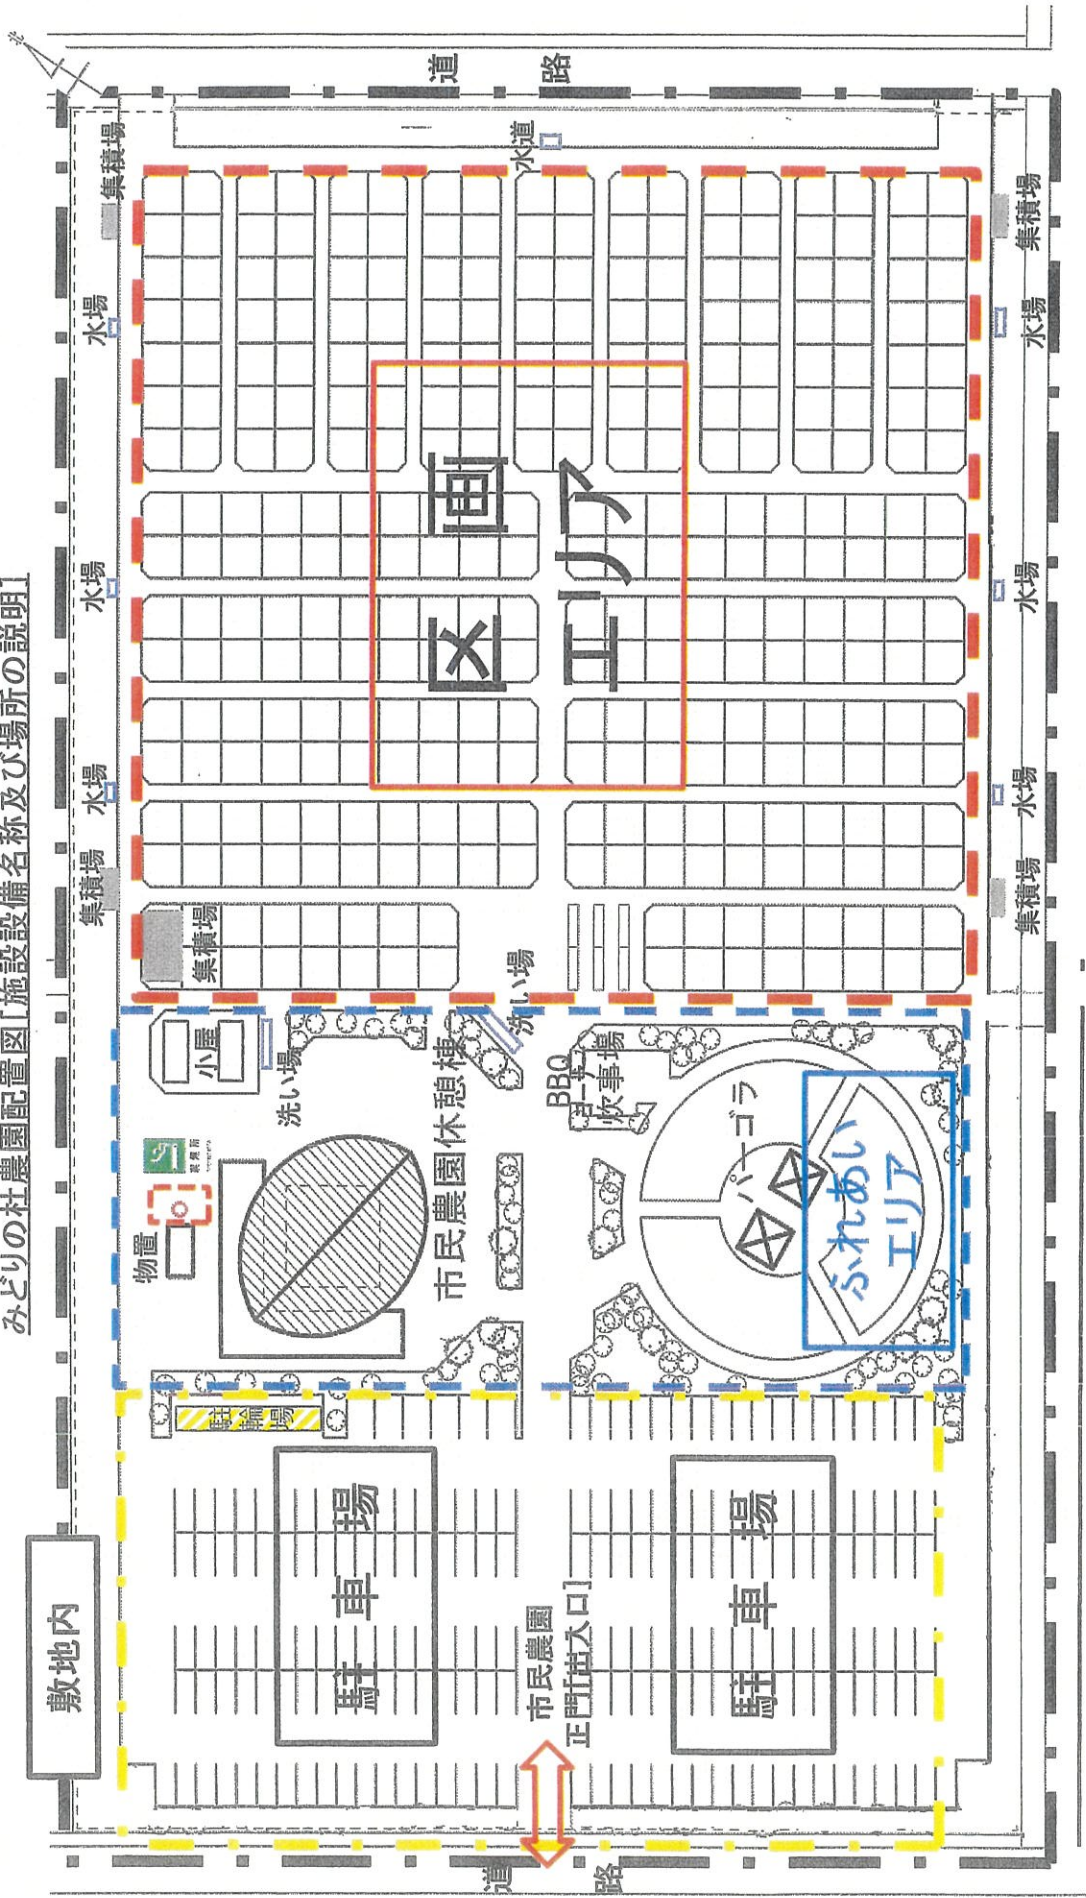 みどりの杜農園配置図[施設設備名称及び場所の説明]
敷地内
集積場
水場
水場
水場
集積場
集積場
道路
水道
区画
エリア
小屋
洗い場
洗い場
物置
市民農園休憩棟
BBQ
コーナー
炊事場
パーゴラ
ふれあい
エリア
駐輪場
駐車場
駐車場
市民農園
正門[出入口]
道路
集積場
水場
水場
水場
集積場